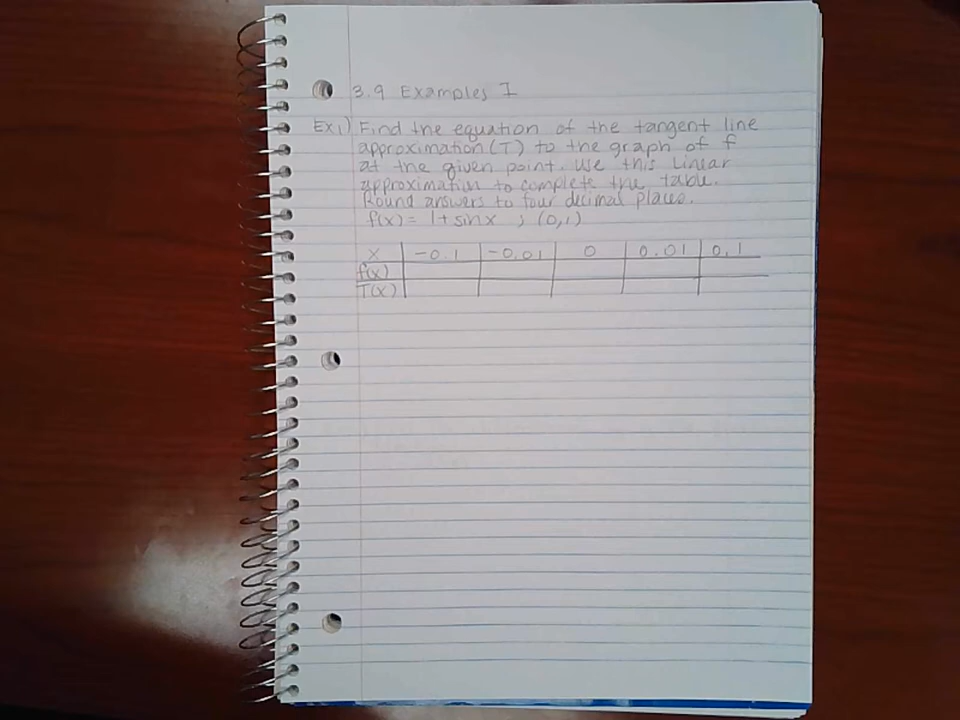 3.9 Examples I
Ex 1) Find the equation of the tangent line
approximation (T) to the graph of f
at the given point. Use this linear
approximation to complete the table.
Round answers to four decimal places.
f(x) = 1 + sin x ; (0,1)
x -0.1 -0.01 0 0.01 0.1
f(x)
T(x)